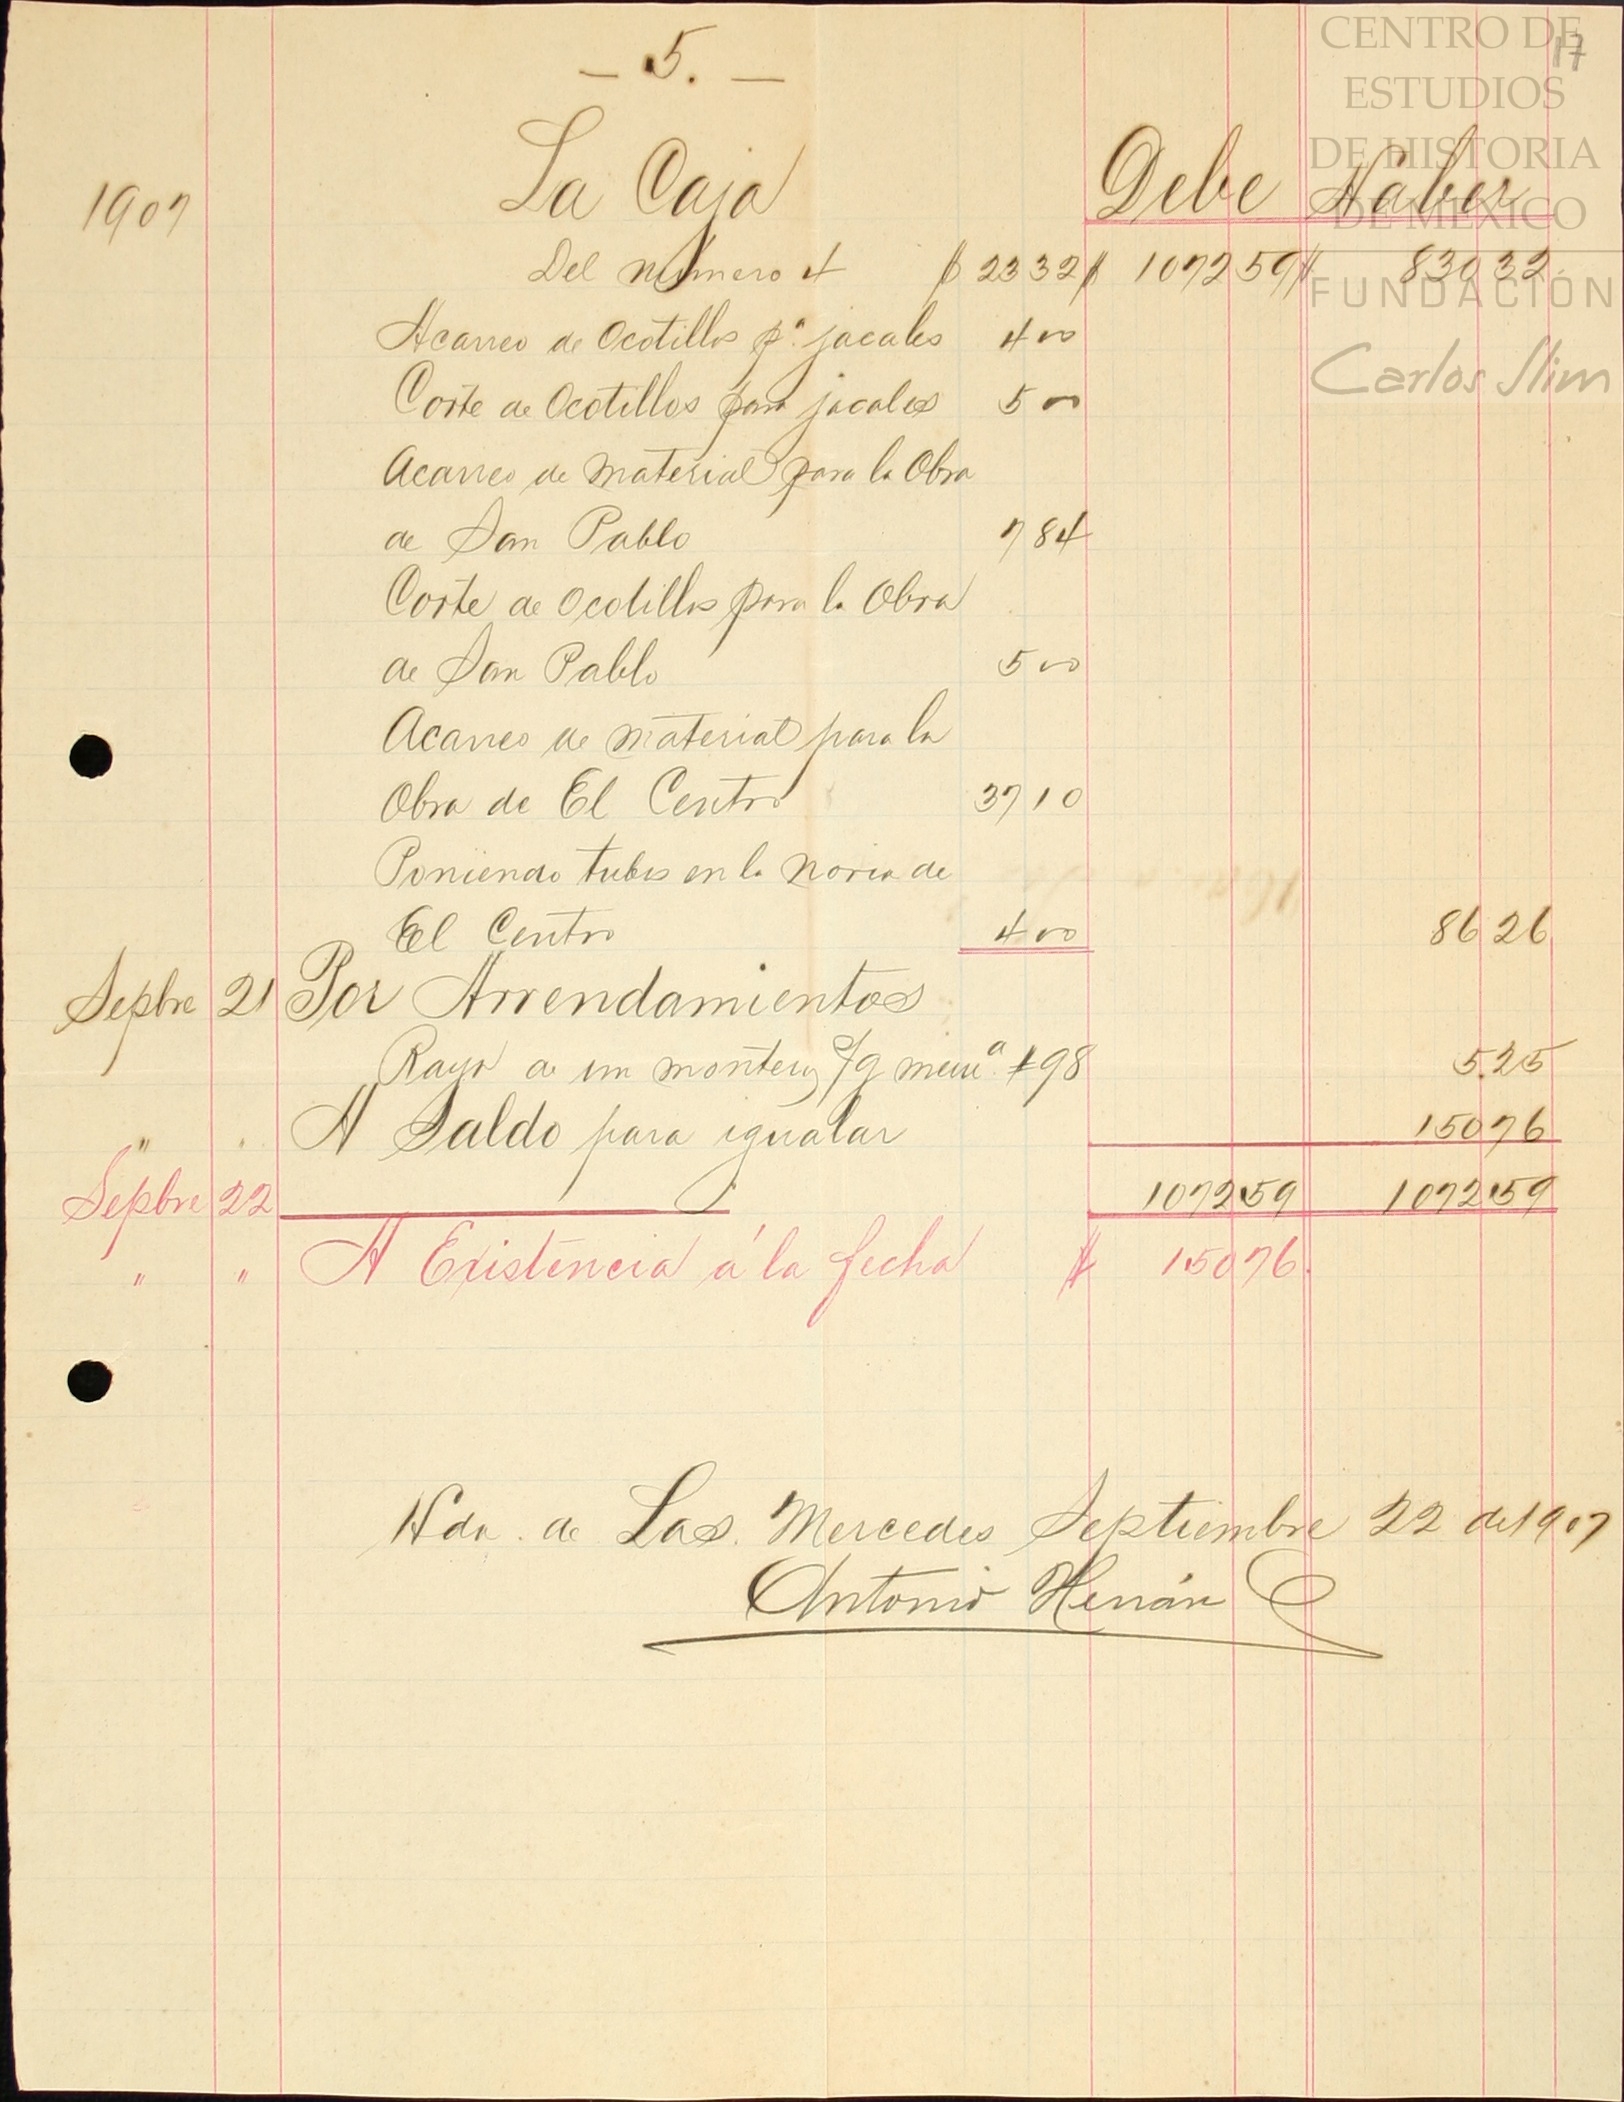 17
CENTRO DE
ESTUDIOS
DE HISTORIA
DE MÉXICO
FUNDACIÓN
Carlos Slim
- 5. -
1907 La Caja Debe Haber
Del número 4 $ 23 32 $ 1072 59 $ 830 32
Acarreo de Ocotillos pª jacales 4 00
Corte de Ocotillos para jacales 5 00
Acarreo de material para la Obra
de San Pablo 7 84
Corte de Ocotillos para la Obra
de San Pablo 5 00
Acarreo de material para la
Obra de El Centro 37 10
Poniendo tubos en la noria de
El Centro 4 00 86 26
Sepbre 21 Por Arrendamientos
Raya a un montero # 98 5.25
" " A Saldo para igualar 150 76
Sepbre 22 1072 59 1072 59
" " A Existencia á la fecha $ 150 76
Hda. de Las Mercedes Septiembre 22 de 1907
Antonio Hernán